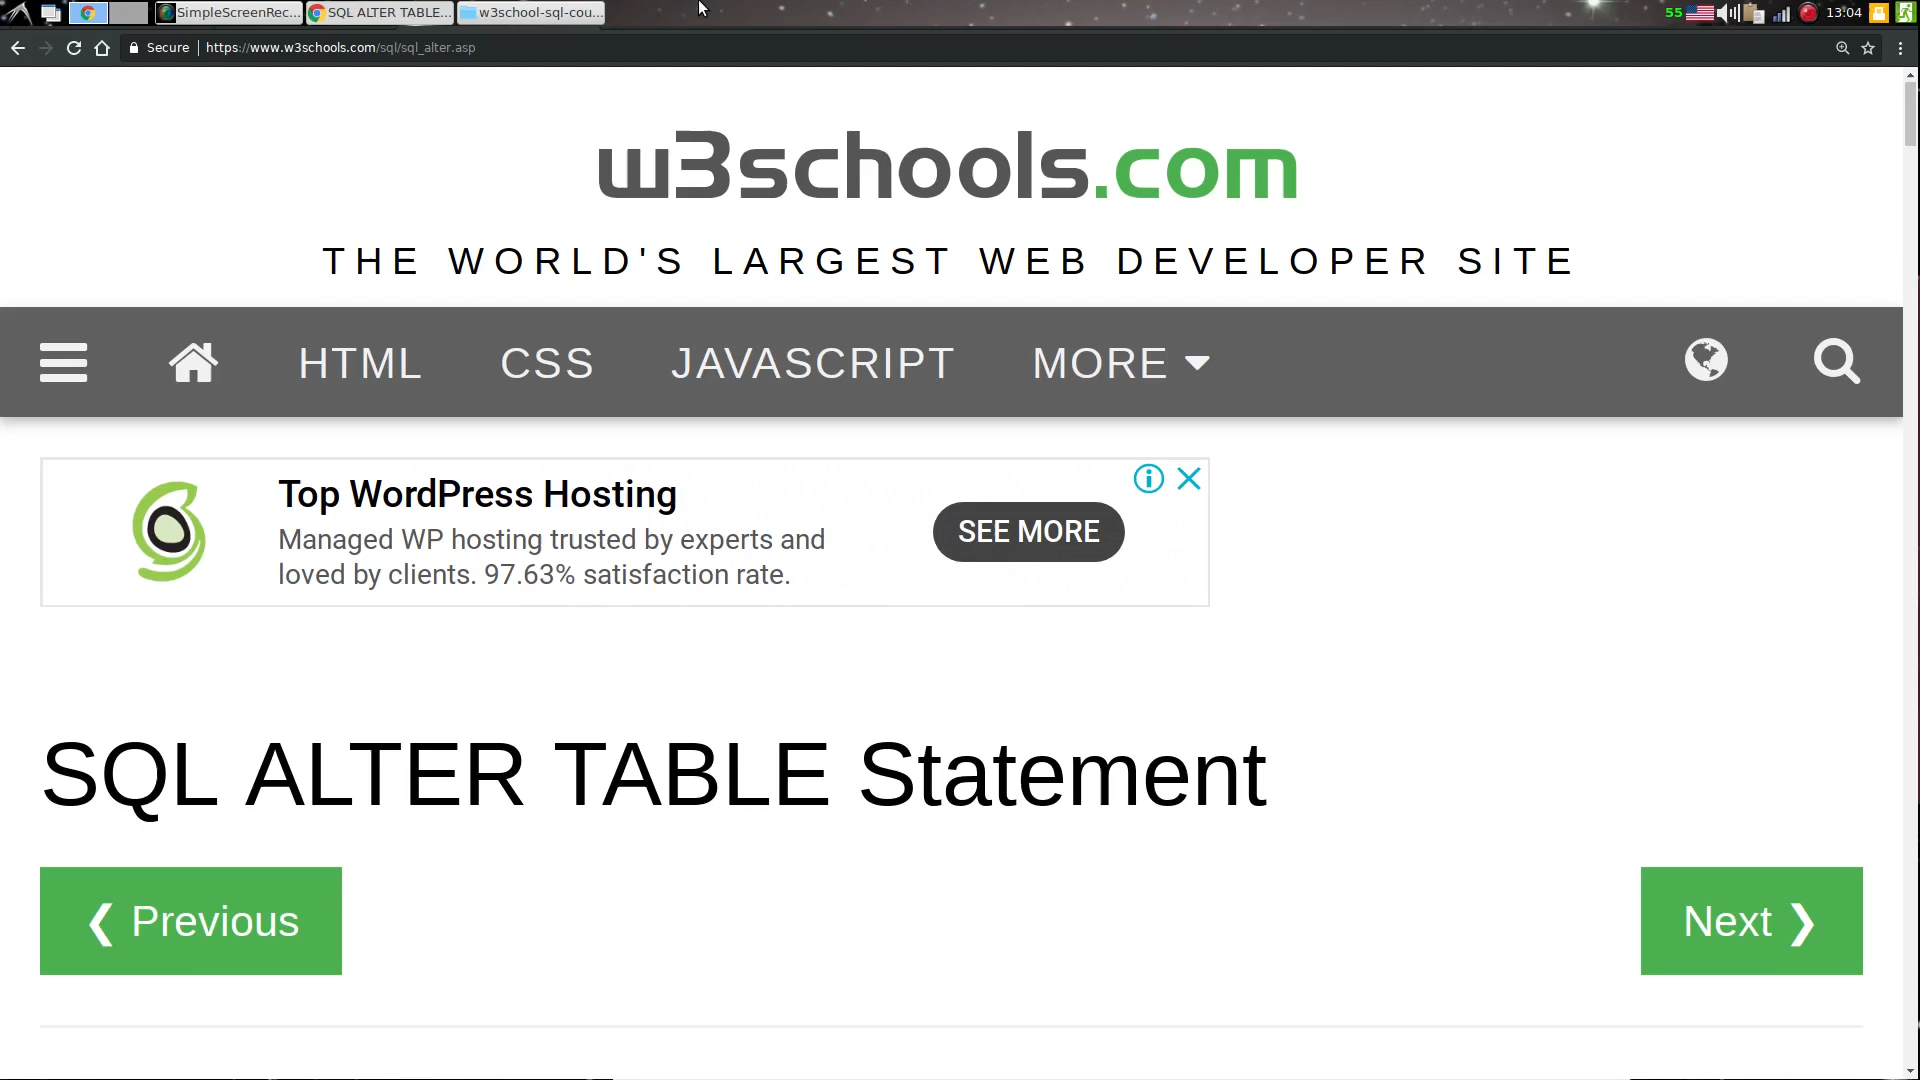 SimpleScreenRec...
SQL ALTER TABLE...
w3school-sql-cou...
55
13:04
Secure
https://www.w3schools.com/sql/sql_alter.asp
w3schools.com
THE WORLD'S LARGEST WEB DEVELOPER SITE
HTML
CSS
JAVASCRIPT
MORE
Top WordPress Hosting
Managed WP hosting trusted by experts and
loved by clients. 97.63% satisfaction rate.
SEE MORE
SQL ALTER TABLE Statement
❮ Previous
Next ❯